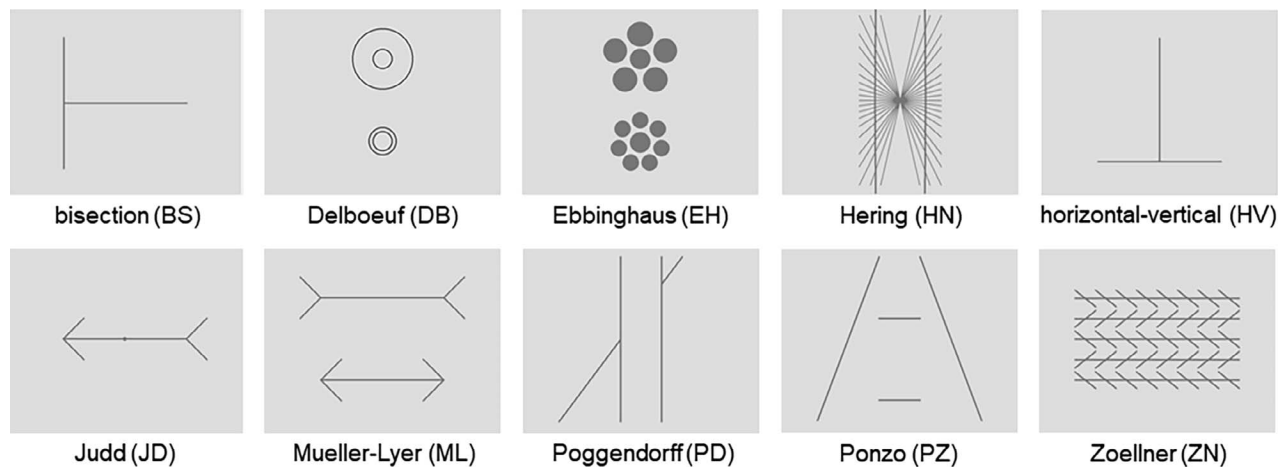 bisection (BS)
Delboeuf (DB)
Ebbinghaus (EH)
Hering (HN)
horizontal-vertical (HV)
Judd (JD)
Mueller-Lyer (ML)
Poggendorff (PD)
Ponzo (PZ)
Zoellner (ZN)